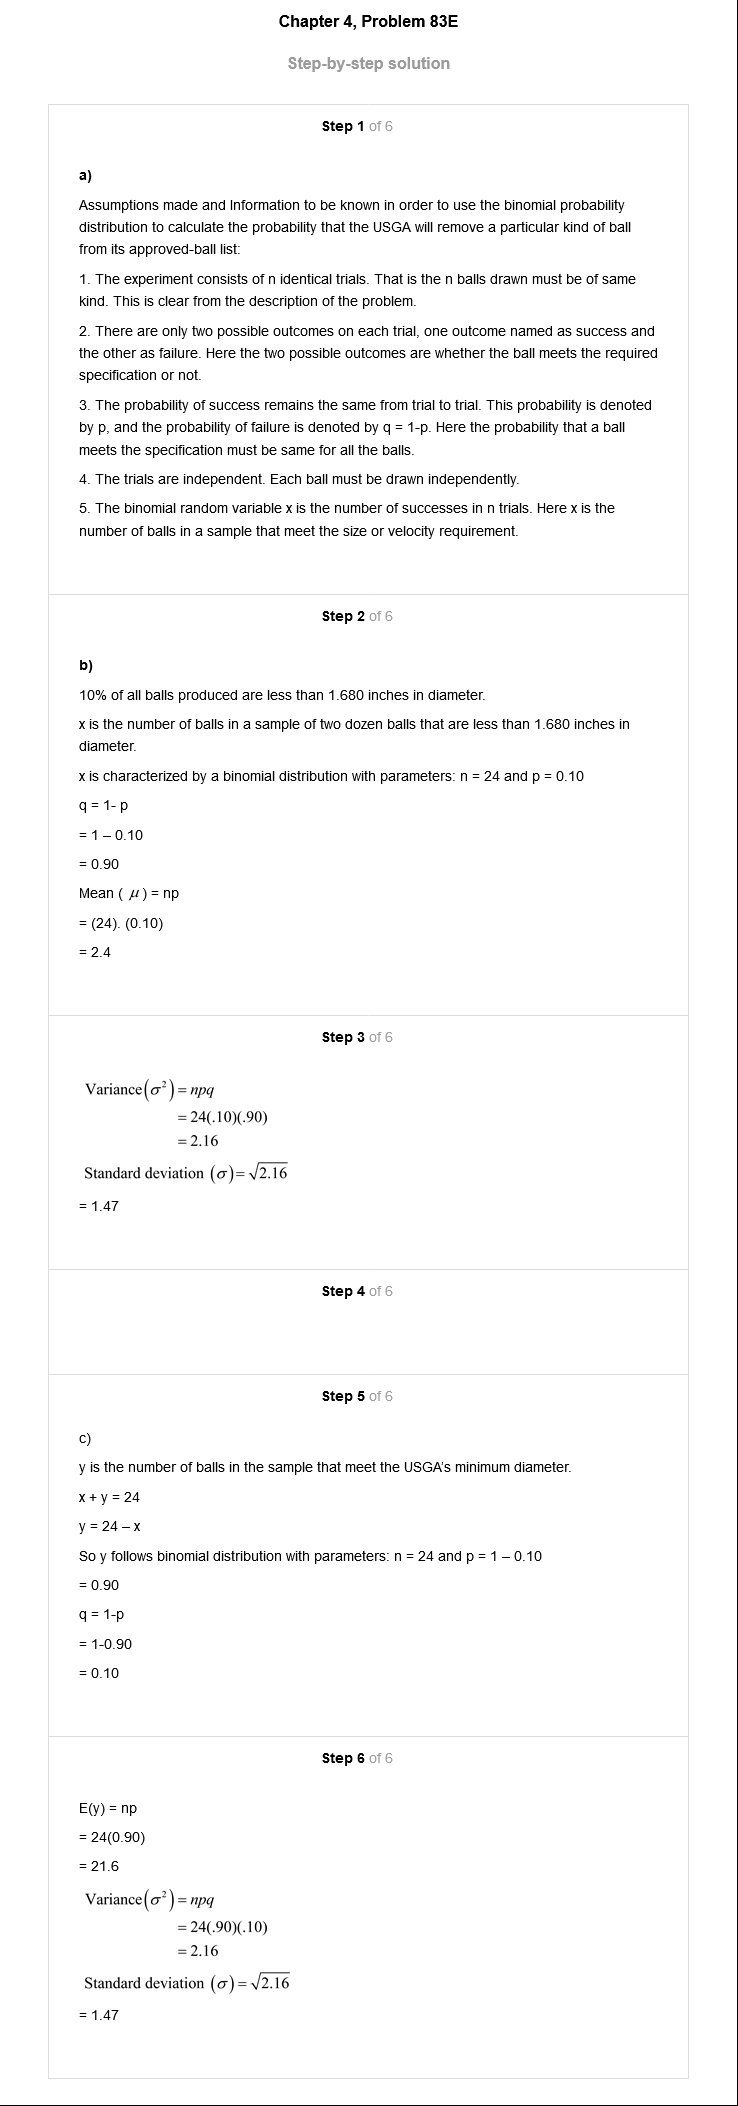 Chapter 4, Problem 83E
Step-by-step solution
Step 1 of 6
a)
Assumptions made and Information to be known in order to use the binomial probability
distribution to calculate the probability that the USGA will remove a particular kind of ball
from its approved-ball list:
1. The experiment consists of n identical trials. That is the n balls drawn must be of same
kind. This is clear from the description of the problem.
2. There are only two possible outcomes on each trial, one outcome named as success and
the other as failure. Here the two possible outcomes are whether the ball meets the required
specification or not.
3. The probability of success remains the same from trial to trial. This probability is denoted
by p, and the probability of failure is denoted by q = 1-p. Here the probability that a ball
meets the specification must be same for all the balls.
4. The trials are independent. Each ball must be drawn independently.
5. The binomial random variable x is the number of successes in n trials. Here x is the
number of balls in a sample that meet the size or velocity requirement.
Step 2 of 6
b)
10% of all balls produced are less than 1.680 inches in diameter.
x is the number of balls in a sample of two dozen balls that are less than 1.680 inches in
diameter.
x is characterized by a binomial distribution with parameters: n = 24 and p = 0.10
q = 1- p
= 1 – 0.10
= 0.90
Mean ( μ ) = np
= (24). (0.10)
= 2.4
Step 3 of 6
Variance(σ²) = npq
= 24(.10)(.90)
= 2.16
Standard deviation (σ)= √2.16
= 1.47
Step 4 of 6
Step 5 of 6
c)
y is the number of balls in the sample that meet the USGA's minimum diameter.
x + y = 24
y = 24 – x
So y follows binomial distribution with parameters: n = 24 and p = 1 – 0.10
= 0.90
q = 1-p
= 1-0.90
= 0.10
Step 6 of 6
E(y) = np
= 24(0.90)
= 21.6
Variance(σ²) = npq
= 24(.90)(.10)
= 2.16
Standard deviation (σ) = √2.16
= 1.47